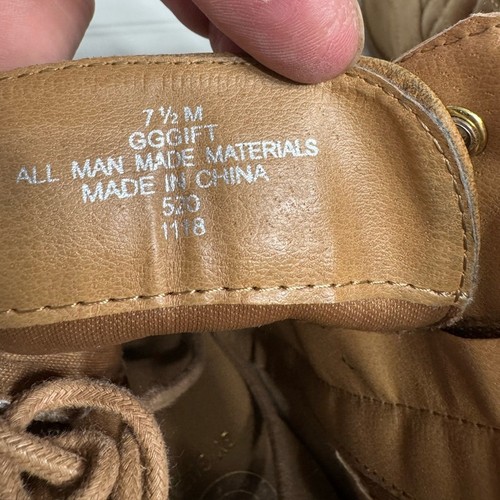 7 ½ M
GGGIFT
ALL MAN MADE MATERIALS
MADE IN CHINA
520
1118